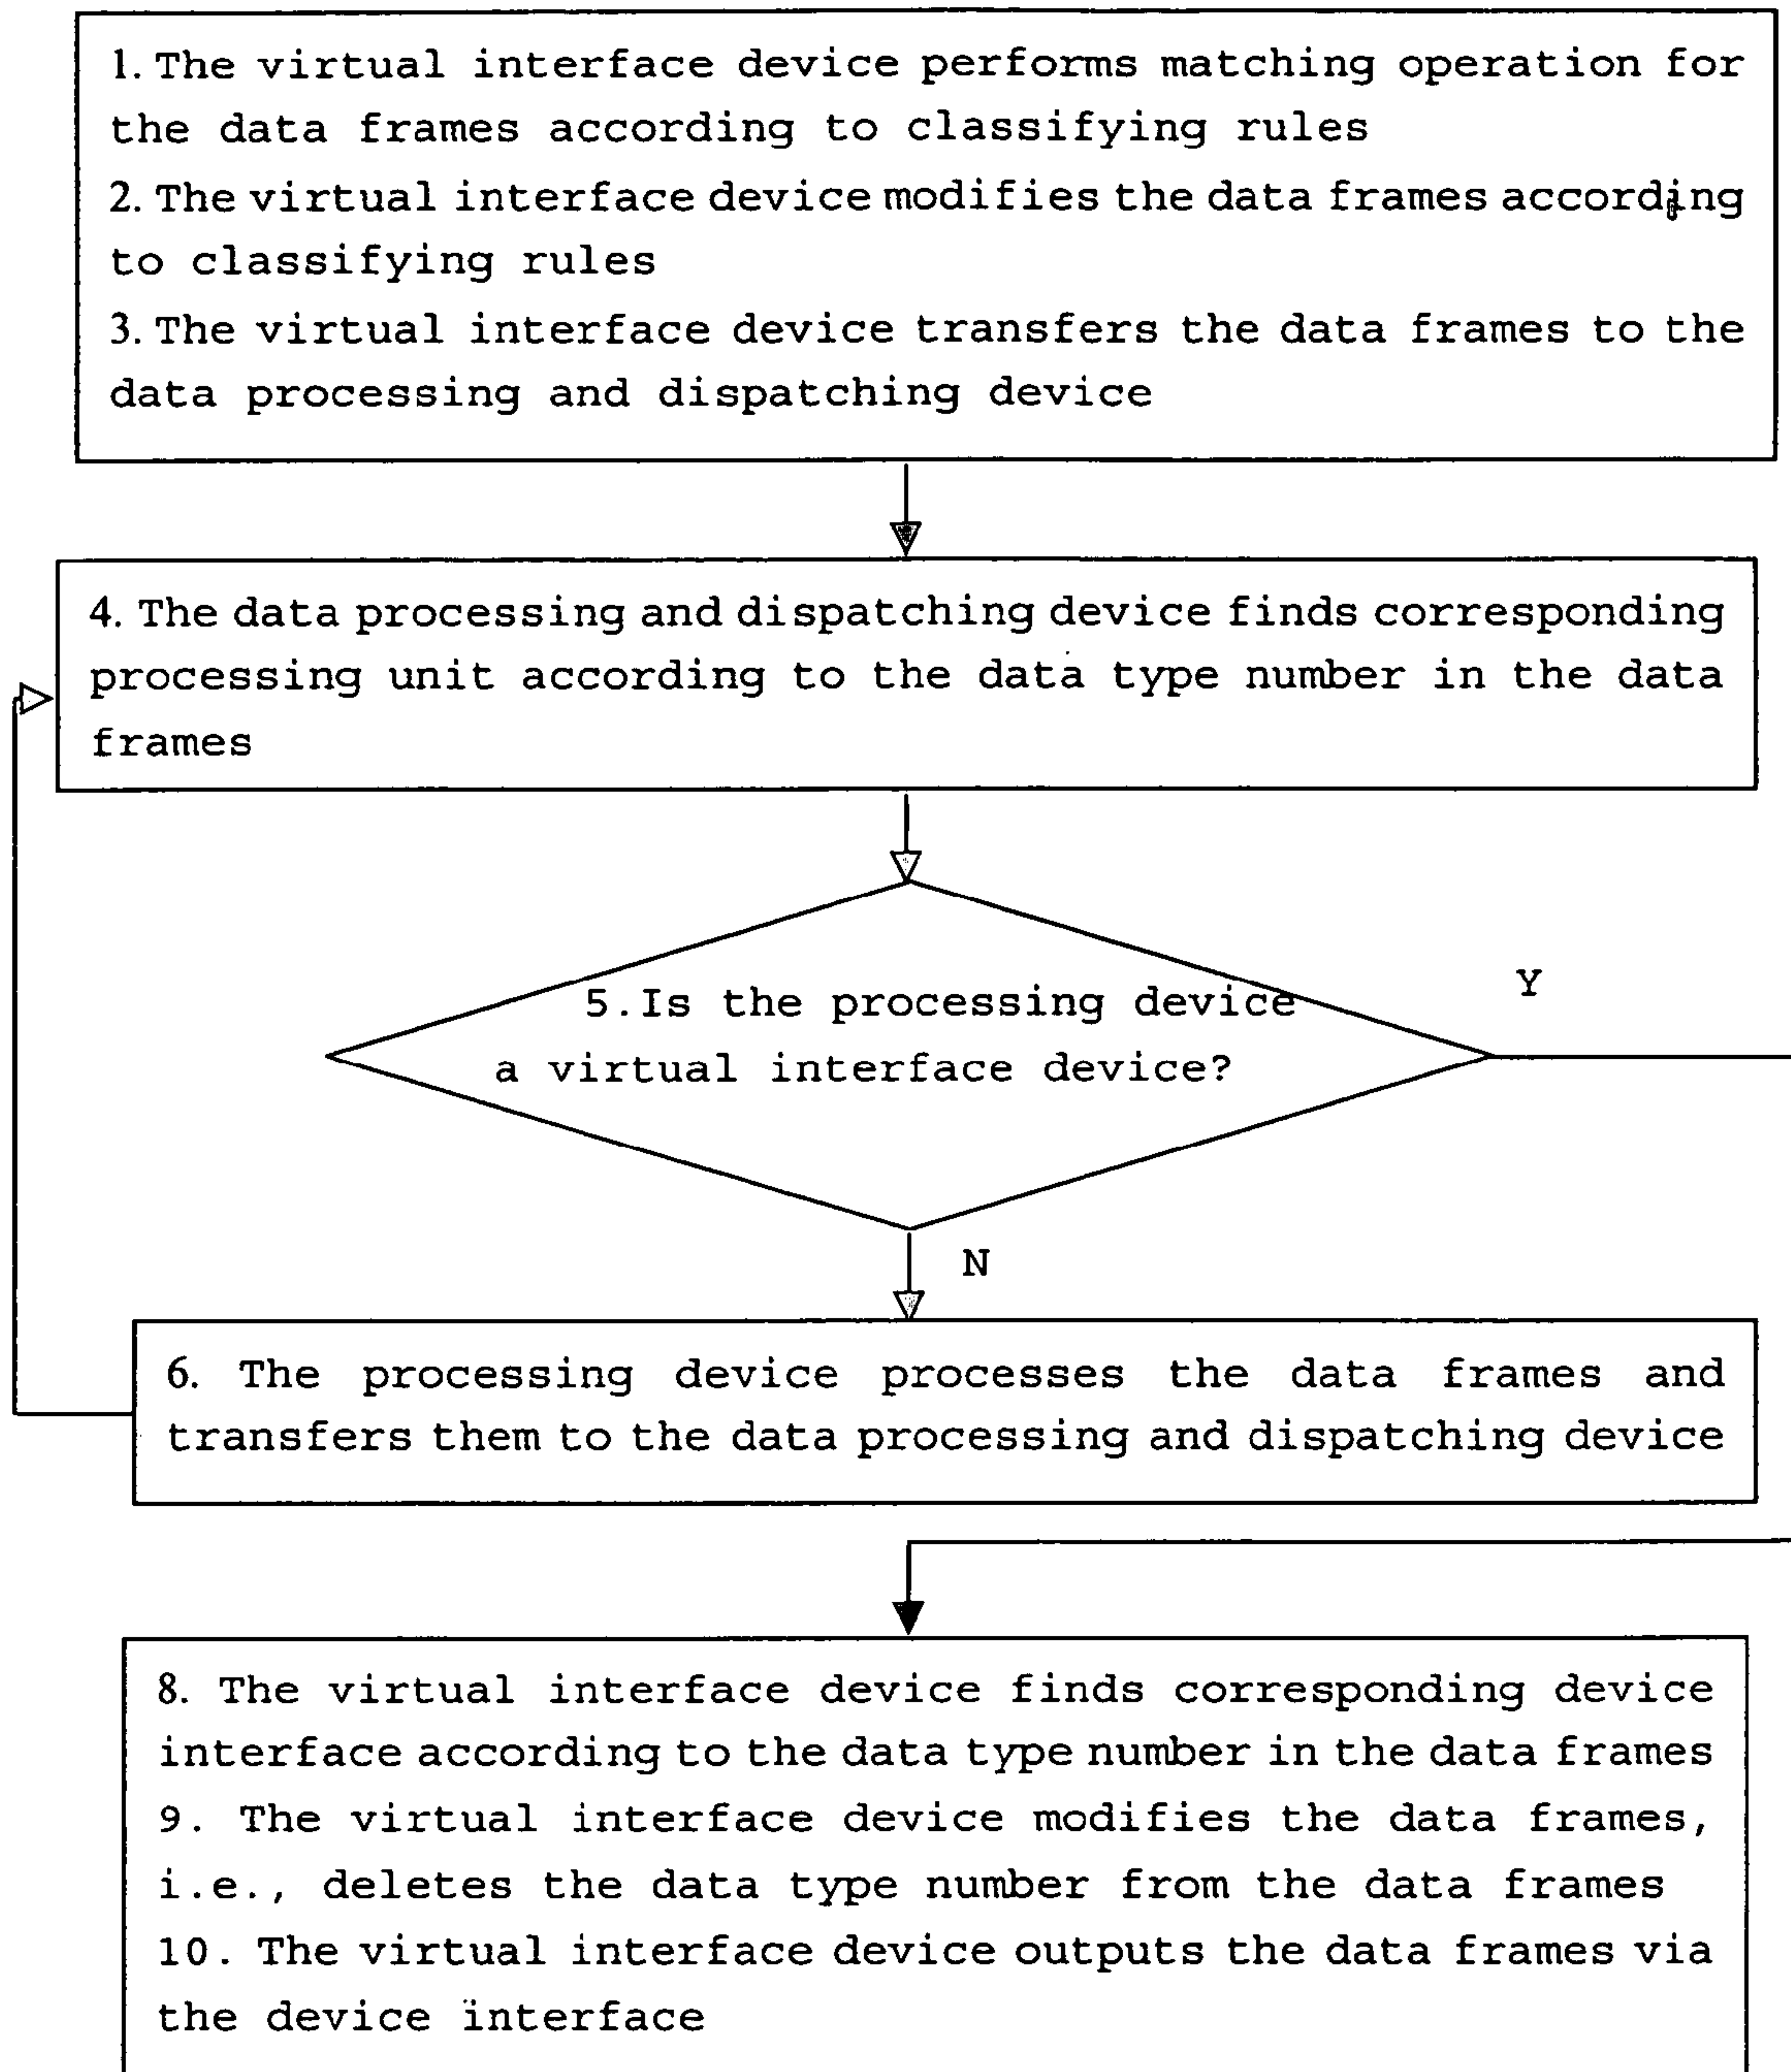 1. The virtual interface device performs matching operation for
the data frames according to classifying rules
2. The virtual interface device modifies the data frames according
to classifying rules
3. The virtual interface device transfers the data frames to the
data processing and dispatching device
4. The data processing and dispatching device finds corresponding
processing unit according to the data type number in the data
frames
5.Is the processing device
a virtual interface device?
Y
N
6. The processing device processes the data frames and
transfers them to the data processing and dispatching device
8. The virtual interface device finds corresponding device
interface according to the data type number in the data frames
9. The virtual interface device modifies the data frames,
i.e., deletes the data type number from the data frames
10. The virtual interface device outputs the data frames via
the device interface